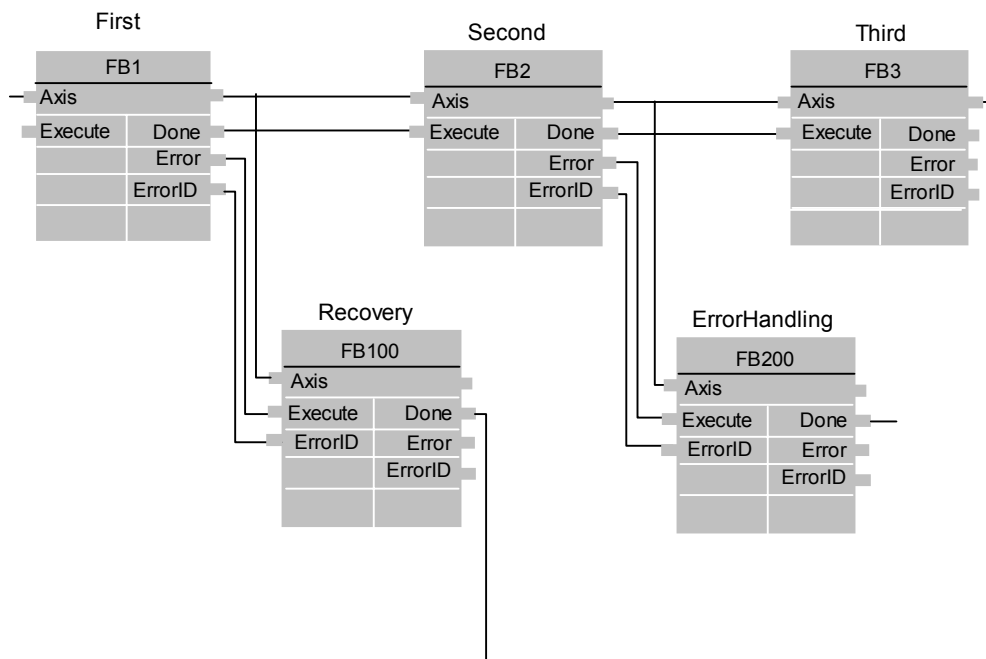 First
FB1
Axis
Execute Done
Error
ErrorID
Second
FB2
Axis
Execute Done
Error
ErrorID
Third
FB3
Axis
Execute Done
Error
ErrorID
Recovery
FB100
Axis
Execute Done
ErrorID Error
ErrorID
ErrorHandling
FB200
Axis
Execute Done
ErrorID Error
ErrorID